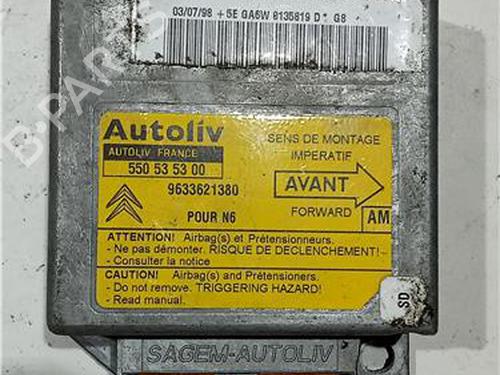 03/07/98 +5E GA6W 8135819 D* G8
Autoliv
AUTOLIV FRANCE
550 53 53 00
9633621380
POUR N6
SENS DE MONTAGE
IMPERATIF
AVANT
FORWARD
AM
ATTENTION! Airbag(s) et Prétensionneurs.
- Ne pas démonter. RISQUE DE DECLENCHEMENT!
- Consulter la notice
CAUTION! Airbag(s) and Pretensioners.
- Do not remove. TRIGGERING HAZARD!
- Read manual.
SD
SAGEM-AUTOLIV
B-PARTS